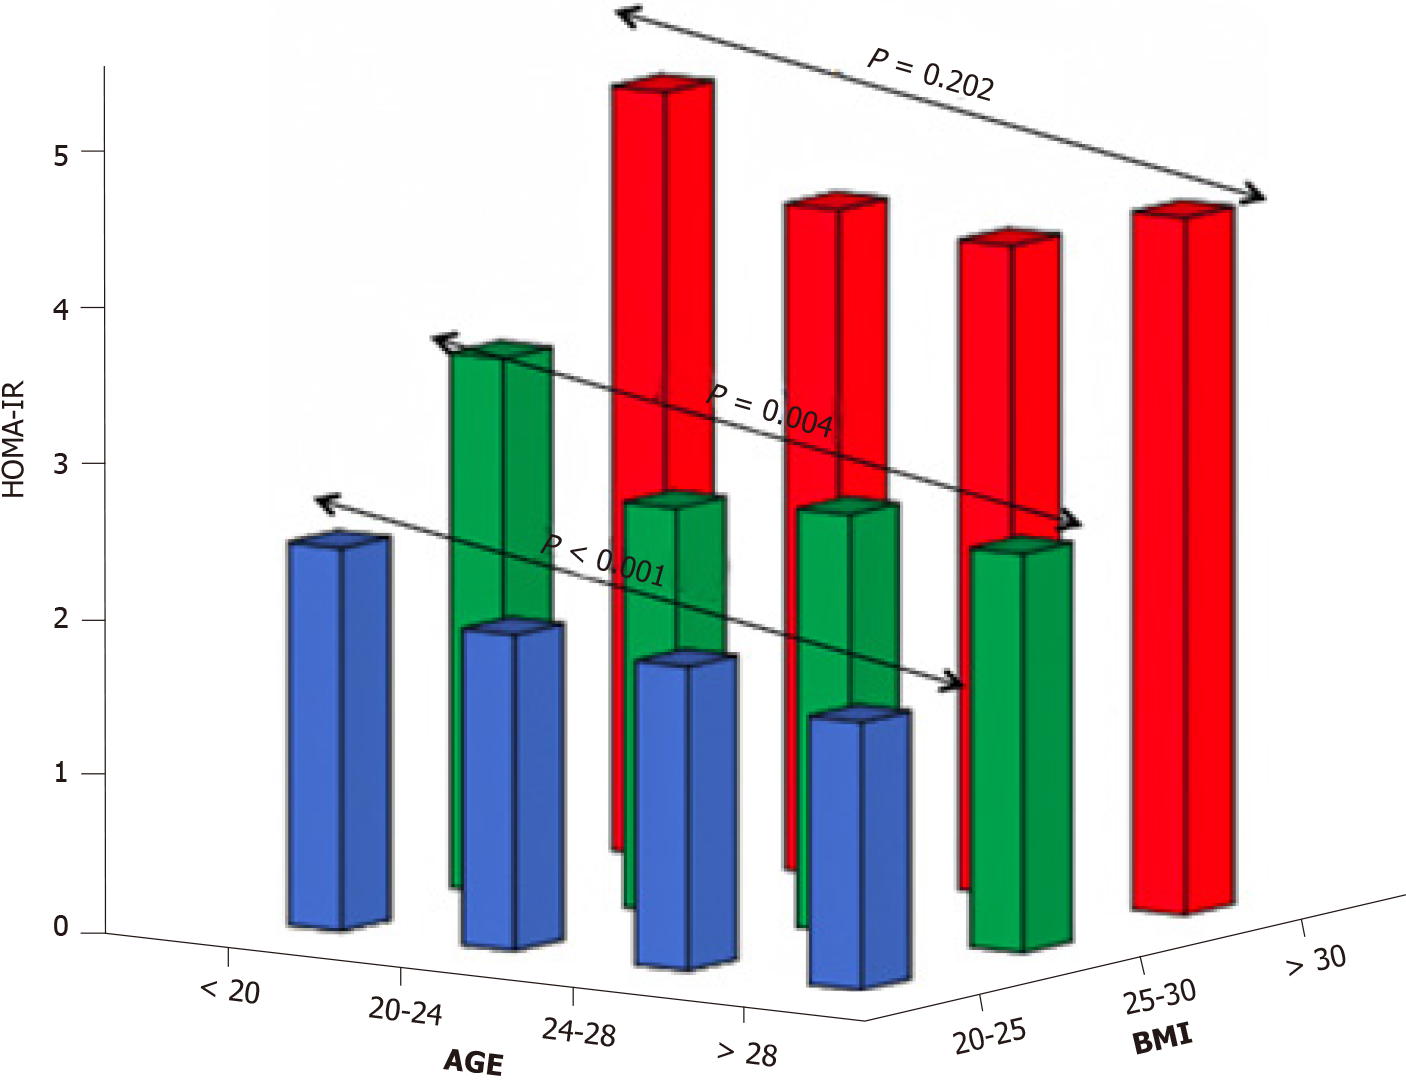 P = 0.202
5
4
P = 0.004
HOMA-IR
3
P < 0.001
2
1
0
< 20
20-24
24-28
> 28
AGE
20-25
25-30
> 30
BMI